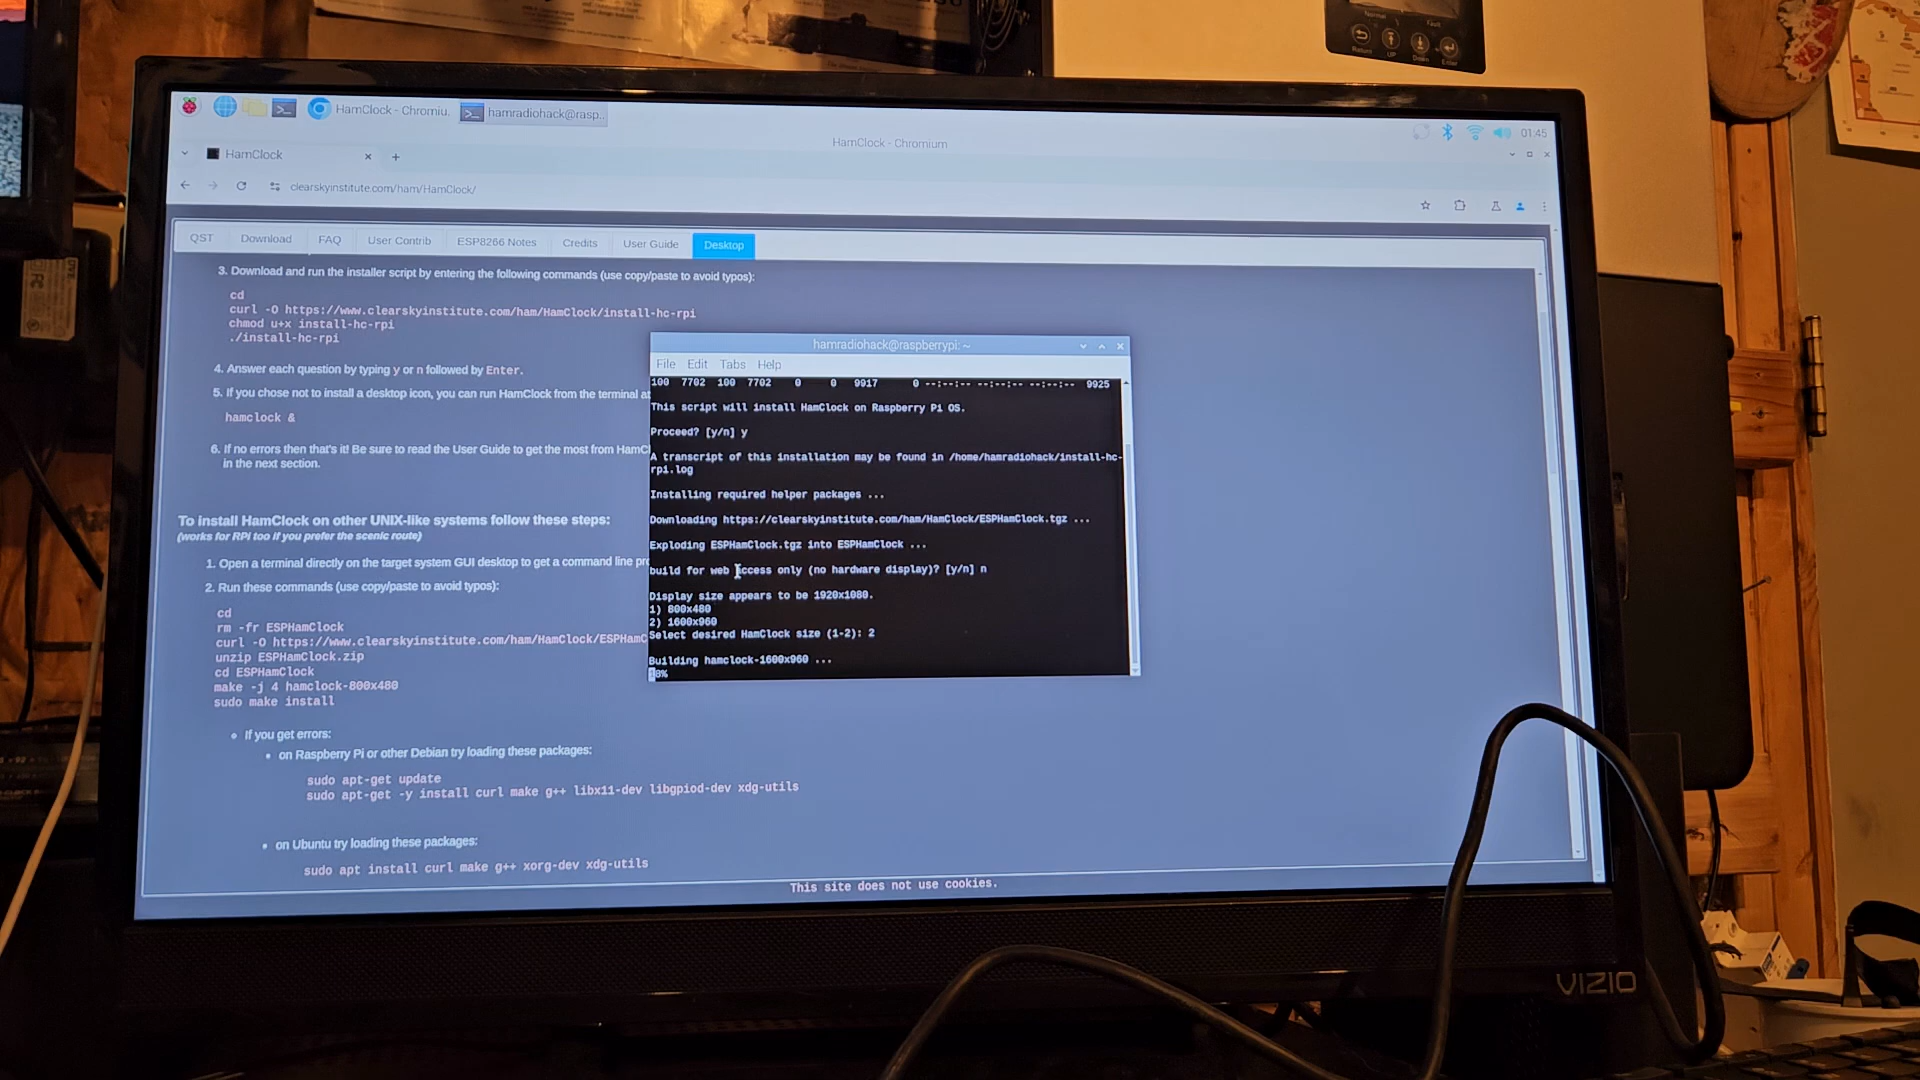 Normal
Fault
Return
UP
Down
Enter
HamClock - Chromiu.
hamradiohack@rasp..
01:45
HamClock - Chromium
HamClock
clearskyinstitute.com/ham/HamClock/
QST
Download
FAQ
User Contrib
ESP8266 Notes
Credits
User Guide
Desktop
3. Download and run the installer script by entering the following commands (use copy/paste to avoid typos):
cd
curl -O https://www.clearskyinstitute.com/ham/HamClock/install-hc-rpi
chmod u+x install-hc-rpi
./install-hc-rpi
4. Answer each question by typing y or n followed by Enter.
5. If you chose not to install a desktop icon, you can run HamClock from the terminal at
hamclock &
6. If no errors then that's it! Be sure to read the User Guide to get the most from HamC
in the next section.
To install HamClock on other UNIX-like systems follow these steps:
(works for RPi too if you prefer the scenic route)
1. Open a terminal directly on the target system GUI desktop to get a command line pro
2. Run these commands (use copy/paste to avoid typos):
cd
rm -fr ESPHamClock
curl -O https://www.clearskyinstitute.com/ham/HamClock/ESPHamC
unzip ESPHamClock.zip
cd ESPHamClock
make -j 4 hamclock-800x480
sudo make install
If you get errors:
on Raspberry Pi or other Debian try loading these packages:
sudo apt-get update
sudo apt-get -y install curl make g++ libx11-dev libgpiod-dev xdg-utils
on Ubuntu try loading these packages:
sudo apt install curl make g++ xorg-dev xdg-utils
This site does not use cookies.
hamradiohack@raspberrypi: ~
File Edit Tabs Help
100 7702 100 7702 0 0 9917 0 --:--:-- --:--:-- --:--:-- 9925
This script will install HamClock on Raspberry Pi OS.
Proceed? [y/n] y
A transcript of this installation may be found in /home/hamradiohack/install-hc-
rpi.log
Installing required helper packages ...
Downloading https://clearskyinstitute.com/ham/HamClock/ESPHamClock.tgz ...
Exploding ESPHamClock.tgz into ESPHamClock ...
build for web access only (no hardware display)? [y/n] n
Display size appears to be 1920x1080.
1) 800x480
2) 1600x960
Select desired HamClock size (1-2): 2
Building hamclock-1600x960 ...
VIZIO